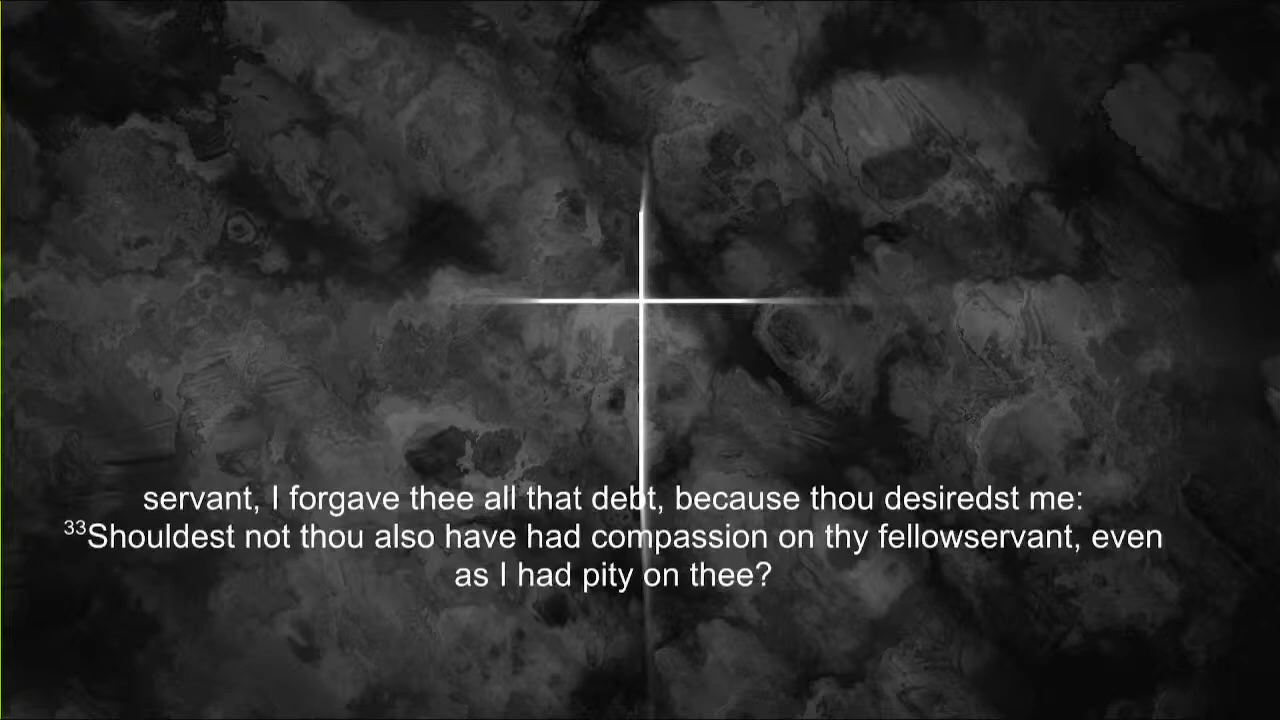 servant, I forgave thee all that debt, because thou desiredst me:
³³Shouldest not thou also have had compassion on thy fellowservant, even
as I had pity on thee?